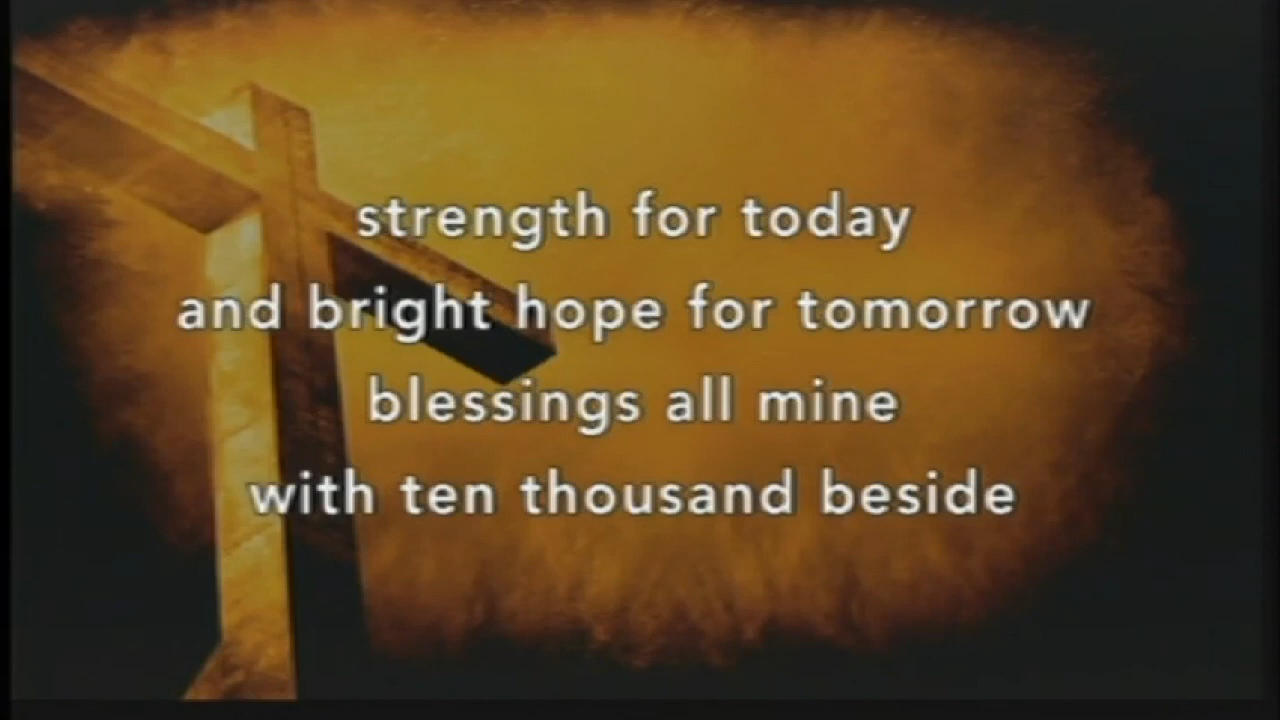 strength for today
and bright hope for tomorrow
blessings all mine
with ten thousand beside